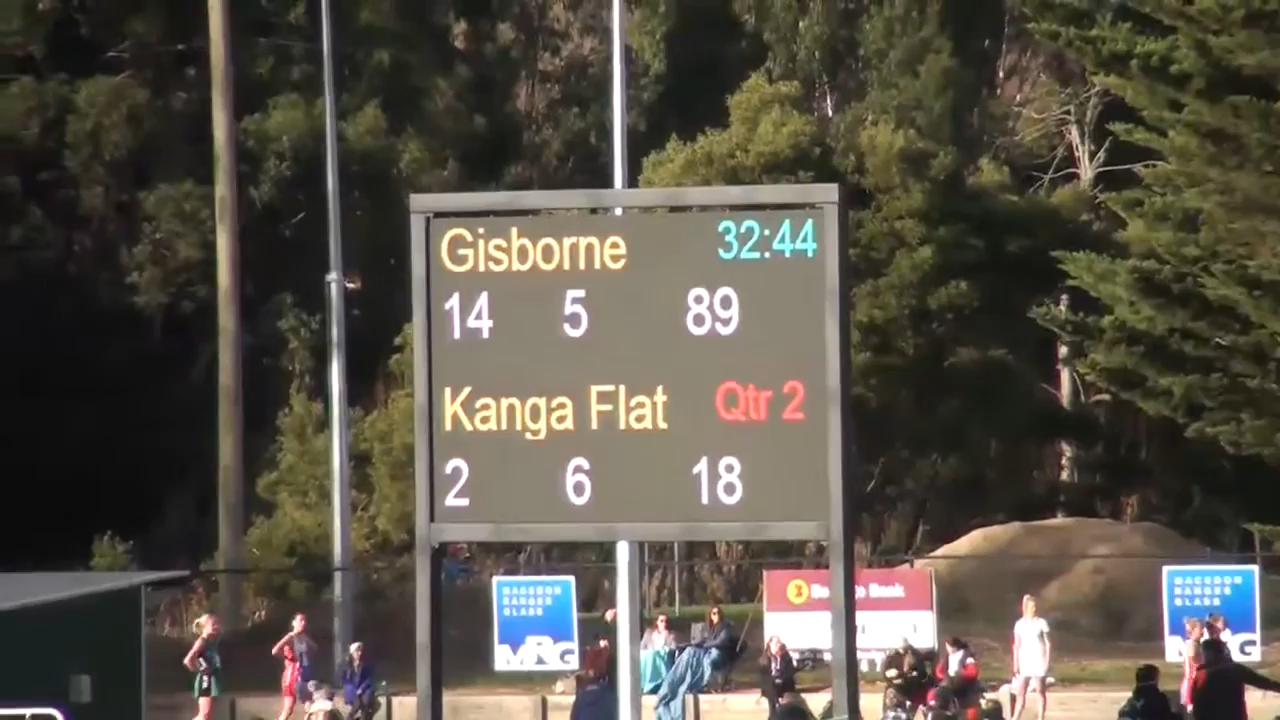 Gisborne 32:44
14 5 89
Kanga Flat Qtr 2
2 6 18
MACEDON
RANGES
GLASS
MRG
Bank
MACEDON
RANGES
GLASS